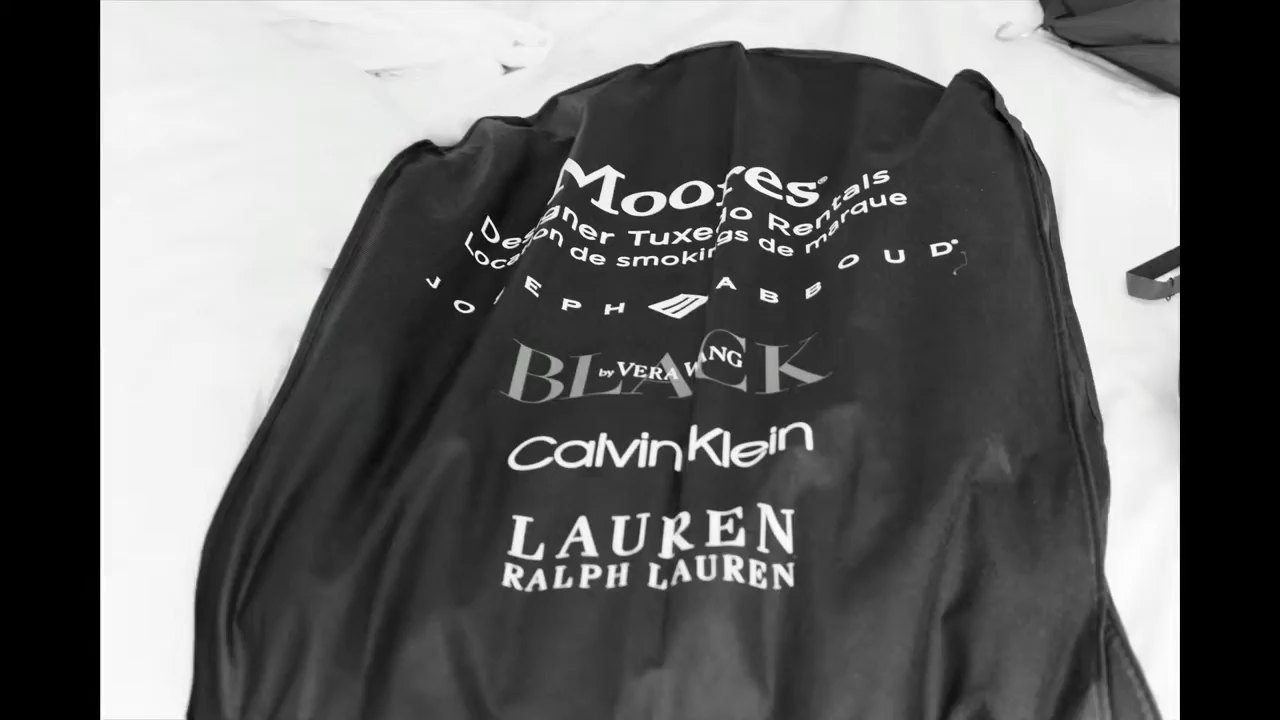 Moores®
Designer Tuxedo Rentals
Location de smokings de marque
JOSEPH ABBOUD®
BLACK
by VERA WANG
Calvin Klein
LAUREN
RALPH LAUREN